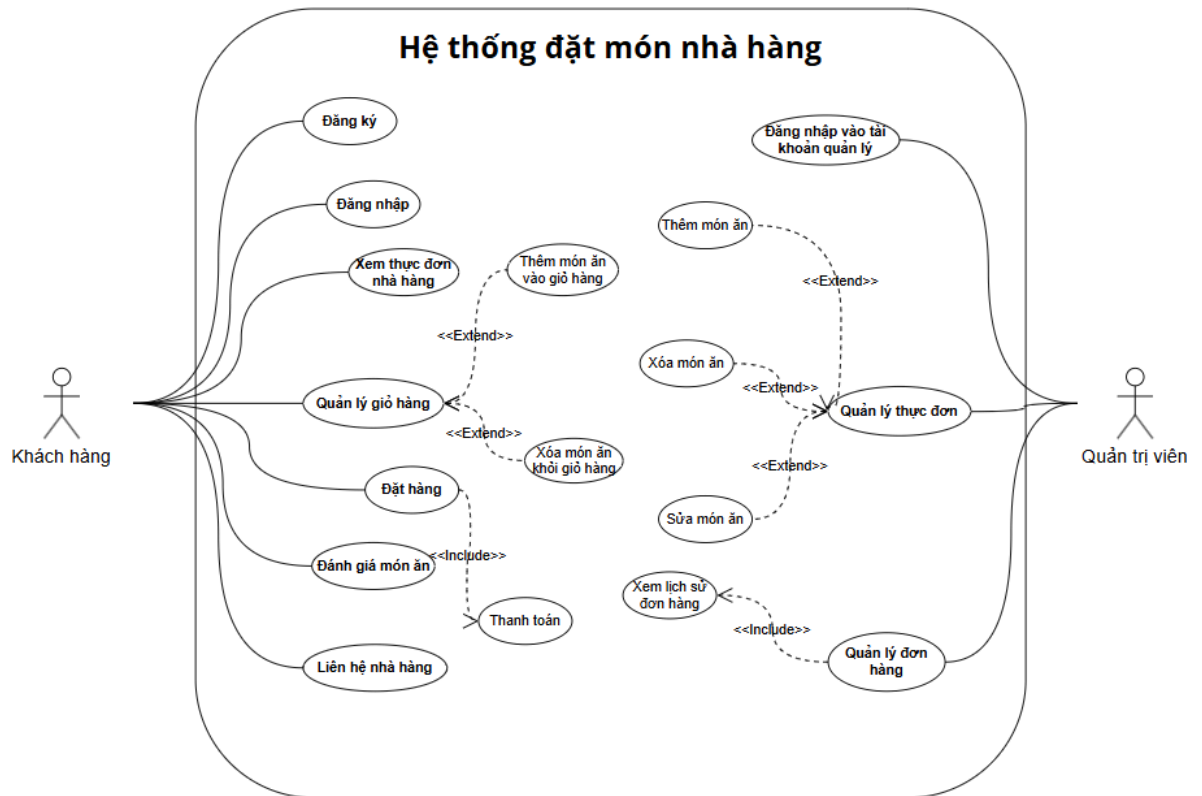 Hệ thống đặt món nhà hàng
Đăng ký
Đăng nhập vào tài
khoản quản lý
Đăng nhập
Thêm món ăn
Xem thực đơn
nhà hàng
Thêm món ăn
vào giỏ hàng
<<Extend>>
<<Extend>>
Xóa món ăn
<<Extend>>
Quản lý giỏ hàng
Quản lý thực đơn
<<Extend>>
Xóa món ăn
khỏi giỏ hàng
Khách hàng
Quản trị viên
<<Extend>>
Đặt hàng
Sửa món ăn
<<Include>>
Đánh giá món ăn
Xem lịch sử
đơn hàng
Thanh toán
<<Include>>
Liên hệ nhà hàng
Quản lý đơn
hàng